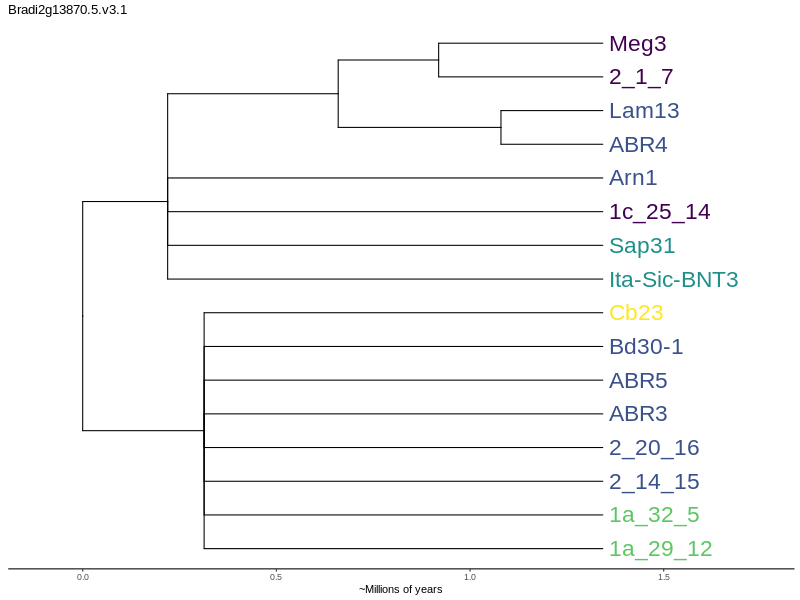 Bradi2g13870.5.v3.1
Meg3
2_1_7
Lam13
ABR4
Arn1
1c_25_14
Sap31
Ita-Sic-BNT3
Cb23
Bd30-1
ABR5
ABR3
2_20_16
2_14_15
1a_32_5
1a_29_12
0.0 0.5 1.0 1.5
~Millions of years